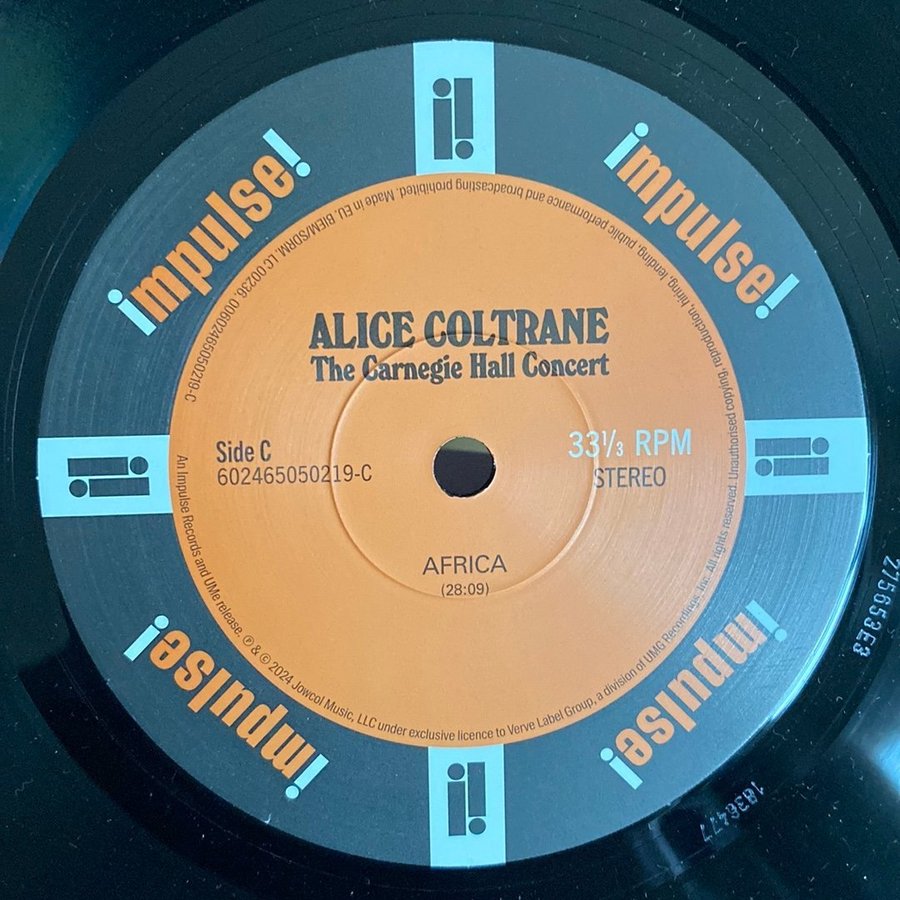 impulse!
impulse!
ALICE COLTRANE
The Carnegie Hall Concert
Side C
602465050219-C
33⅓ RPM
STEREO
AFRICA
(28:09)
An Impulse Records and UMe release. ℗ & © 2024 Jowcol Music, LLC under exclusive licence to Verve Label Group, a division of UMG Recordings, Inc. All rights reserved. Unauthorised copying, reproduction, hiring, lending, public performance and broadcasting prohibited. Made in EU. BIEM/SDRM. LC 00236. 00602465050219-C
impulse!
impulse!
275653E3
1836477